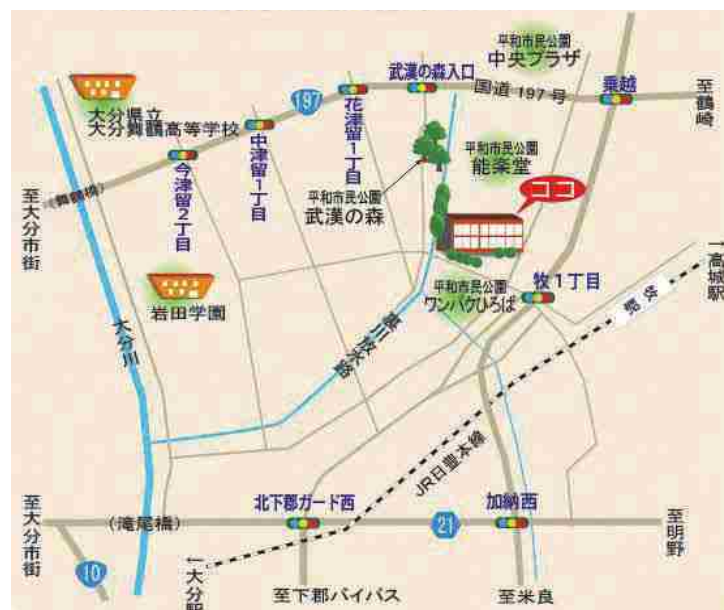 平和市民公園
中央プラザ
武漢の森入口
国道197号
乗越
至鶴崎
197
花津留1丁目
大分県立
大分舞鶴高等学校
中津留1丁目
今津留2丁目
(舞鶴橋)
至大分市街
平和市民公園
能楽堂
ココ
平和市民公園
武漢の森
岩田学園
平和市民公園
ワンパクひろば
牧1丁目
↑高城駅
牧駅
大分川
裏川放水路
JR日豊本線
至大分市街
(滝尾橋)
北下郡ガード西
21
加納西
至明野
10
↓大分駅
至下郡バイパス
至米良